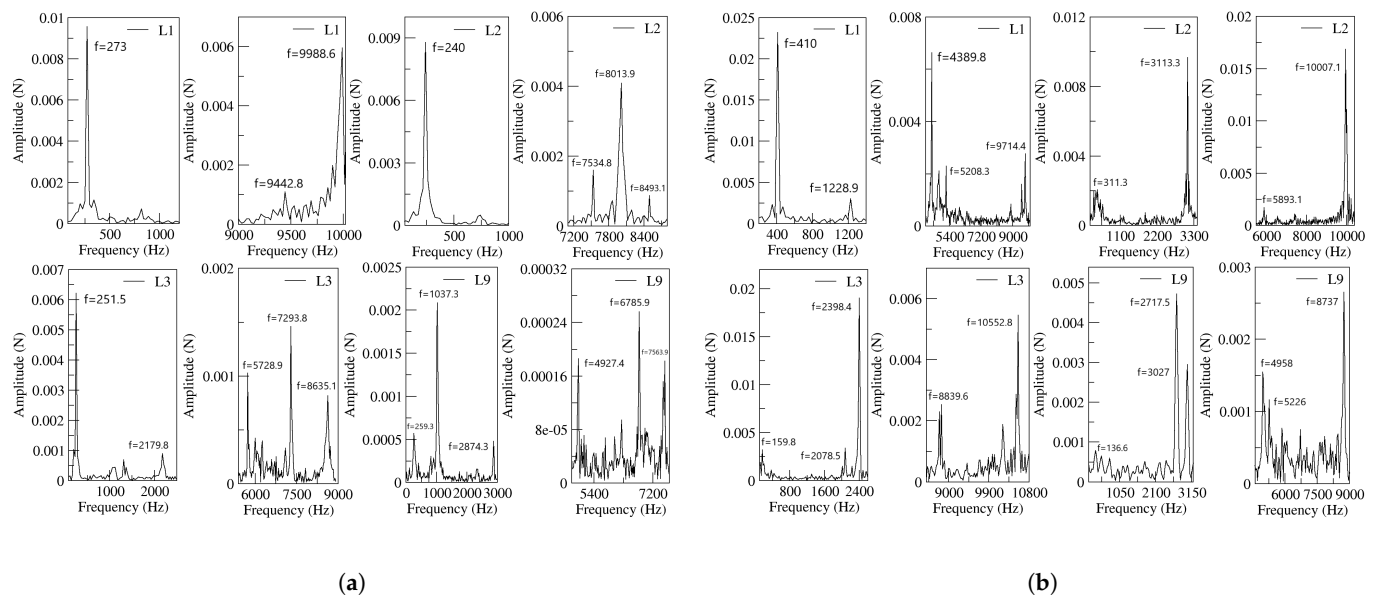 L1
f=273
0.01
0.008
0.006
0.004
0.002
0
500
1000
Amplitude (N)
Frequency (Hz)
L1
f=9988.6
f=9442.8
0.006
0.004
0.002
0
9000
9500
10000
Amplitude (N)
Frequency (Hz)
L2
f=240
0.009
0.006
0.003
0
500
1000
Amplitude (N)
Frequency (Hz)
L2
f=8013.9
f=7534.8
f=8493.1
0.006
0.004
0.002
0
7200
7800
8400
Amplitude (N)
Frequency (Hz)
L1
f=410
f=1228.9
0.025
0.02
0.015
0.01
0.005
0
400
800
1200
Amplitude (N)
Frequency (Hz)
L1
f=4389.8
f=9714.4
f=5208.3
0.008
0.004
0
5400
7200
9000
Amplitude (N)
Frequency (Hz)
L2
f=3113.3
f=311.3
0.012
0.008
0.004
0
1100
2200
3300
Amplitude (N)
Frequency (Hz)
L2
f=10007.1
f=5893.1
0.02
0.015
0.01
0.005
0
6000
8000
10000
Amplitude (N)
Frequency (Hz)
L3
f=251.5
f=2179.8
0.007
0.006
0.005
0.004
0.003
0.002
0.001
0
1000
2000
Amplitude (N)
Frequency (Hz)
L3
f=7293.8
f=5728.9
f=8635.1
0.002
0.001
0
6000
7500
9000
Amplitude (N)
Frequency (Hz)
L9
f=1037.3
f=259.3
f=2874.3
0.0025
0.002
0.0015
0.001
0.0005
0
0
1000
2000
3000
Amplitude (N)
Frequency (Hz)
L9
f=6785.9
f=7563.9
f=4927.4
0.00032
0.00024
0.00016
8e-05
0
5400
7200
Amplitude (N)
Frequency (Hz)
L3
f=2398.4
f=159.8
f=2078.5
0.02
0.015
0.01
0.005
0
800
1600
2400
Amplitude (N)
Frequency (Hz)
L3
f=10552.8
f=8839.6
0.006
0.004
0.002
0
9000
9900
10800
Amplitude (N)
Frequency (Hz)
L9
f=2717.5
f=3027
f=136.6
0.005
0.004
0.003
0.002
0.001
0
1050
2100
3150
Amplitude (N)
Frequency (Hz)
L9
f=8737
f=4958
f=5226
0.003
0.002
0.001
0
6000
7500
9000
Amplitude (N)
Frequency (Hz)
(a)
(b)